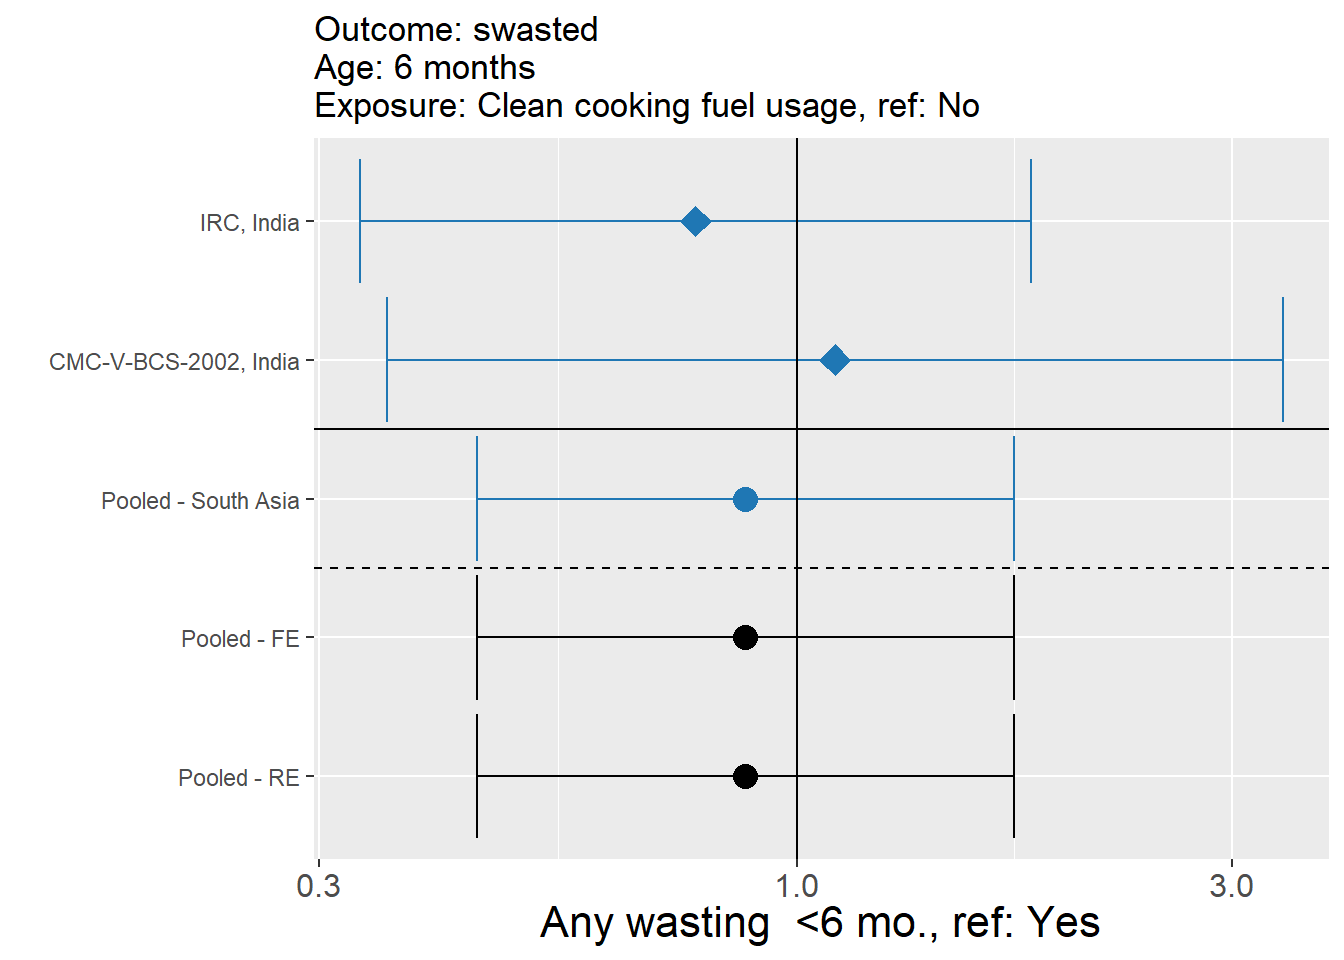 Outcome: swasted
Age: 6 months
Exposure: Clean cooking fuel usage, ref: No
IRC, India
CMC-V-BCS-2002, India
Pooled - South Asia
Pooled - FE
Pooled - RE
0.3 1.0 3.0
Any wasting  <6 mo., ref: Yes